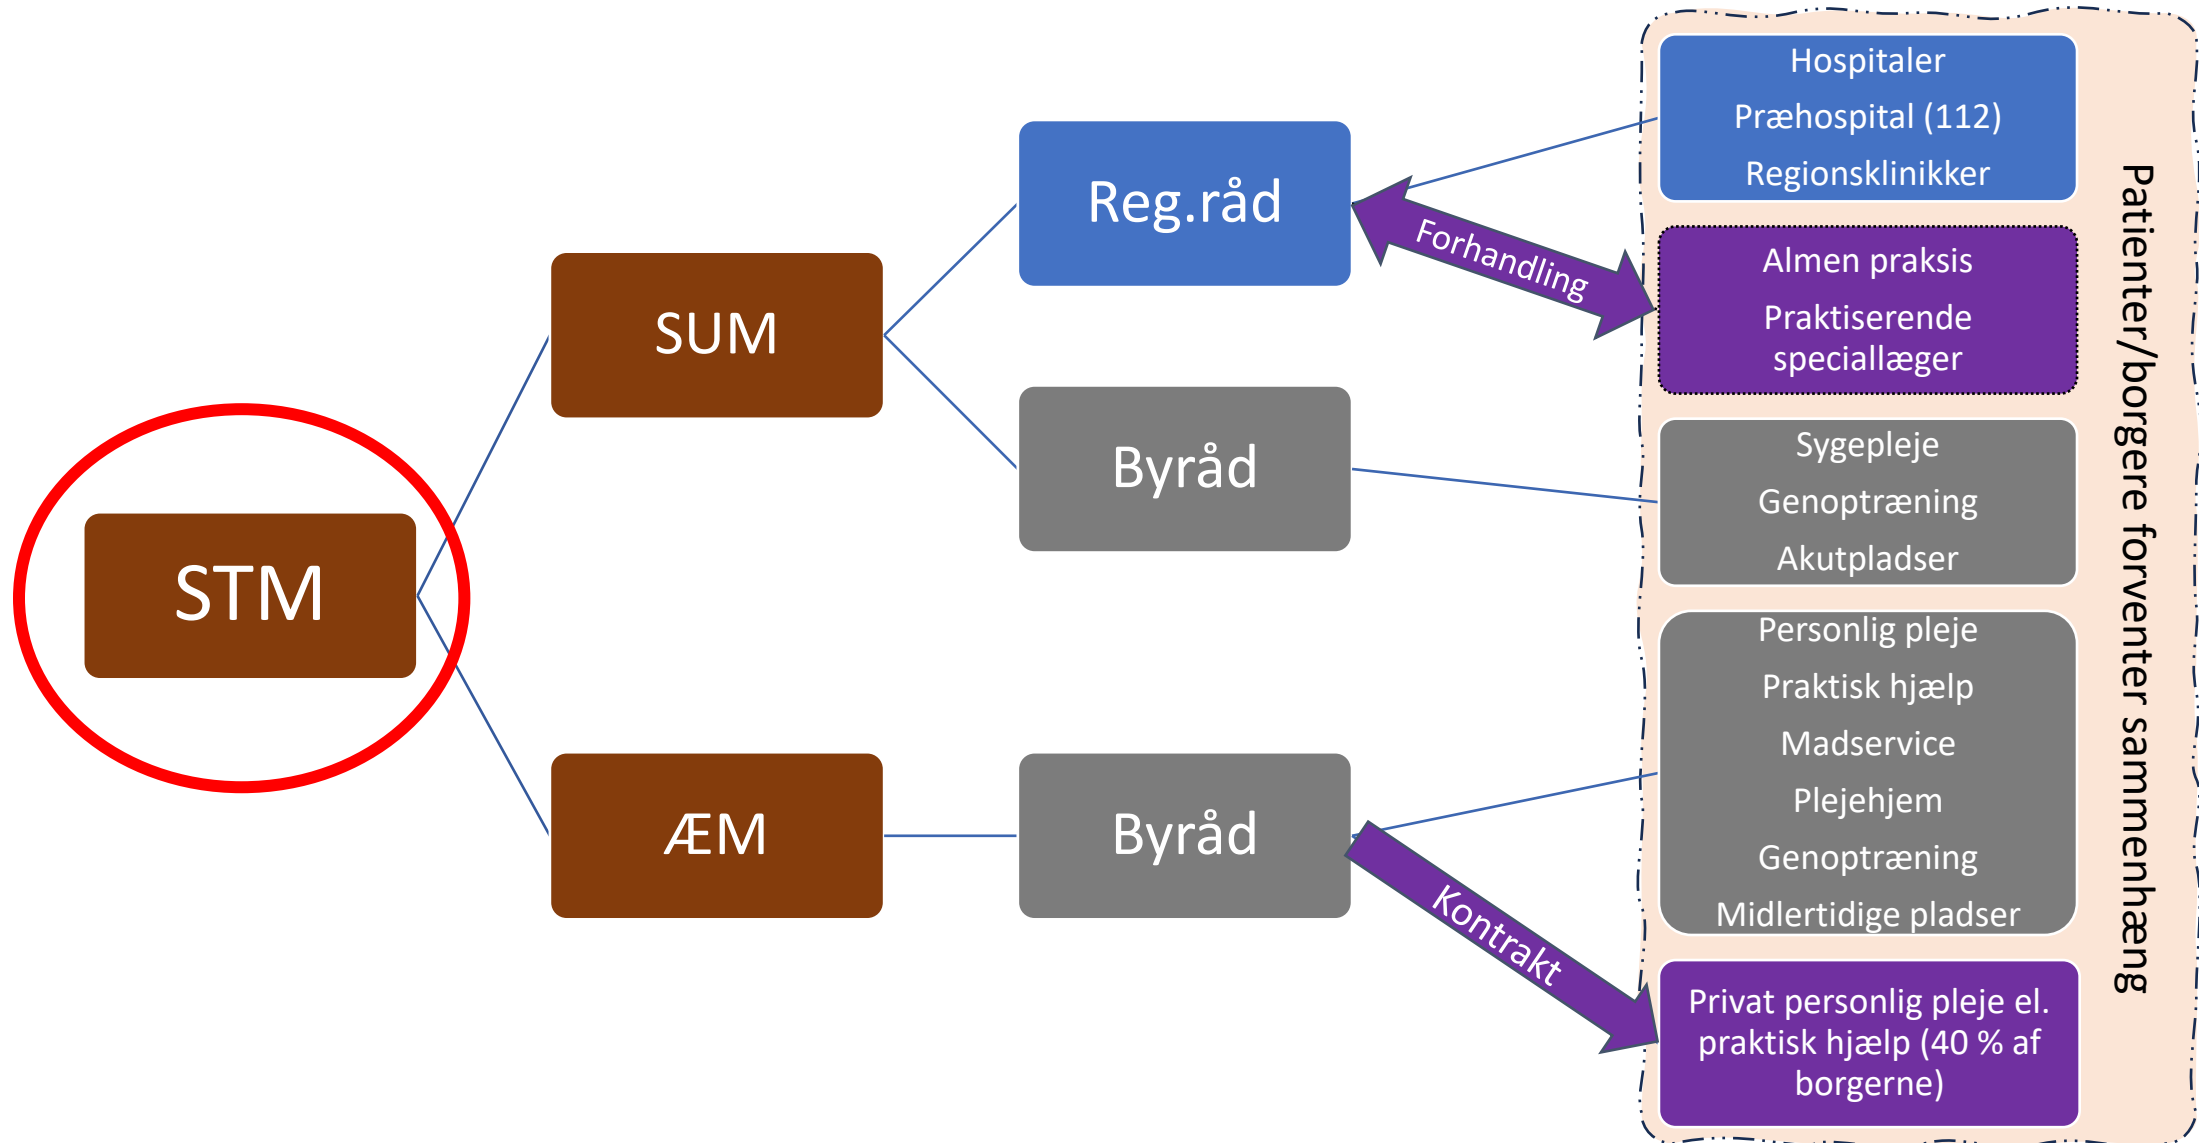 STM
SUM
ÆM
Reg.råd
Byråd
Byråd
Forhandling
Kontrakt
Hospitaler
Præhospital (112)
Regionsklinikker
Almen praksis
Praktiserende
speciallæger
Sygepleje
Genoptræning
Akutpladser
Personlig pleje
Praktisk hjælp
Madservice
Plejehjem
Genoptræning
Midlertidige pladser
Privat personlig pleje el.
praktisk hjælp (40 % af
borgerne)
Patienter/borgere forventer sammenhæng